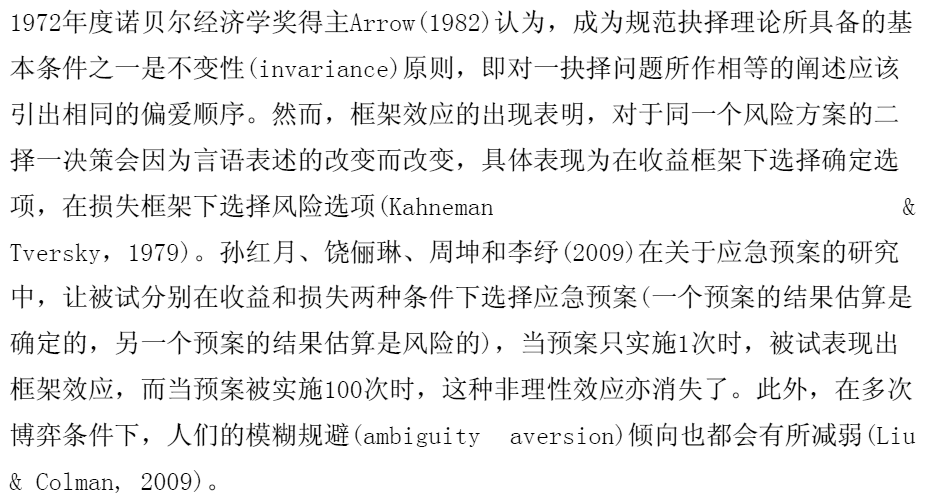 1972年度诺贝尔经济学奖得主Arrow(1982)认为，成为规范抉择理论所具备的基
本条件之一是不变性(invariance)原则，即对一抉择问题所作相等的阐述应该
引出相同的偏爱顺序。然而，框架效应的出现表明，对于同一个风险方案的二
择一决策会因为言语表述的改变而改变，具体表现为在收益框架下选择确定选
项，在损失框架下选择风险选项(Kahneman &
Tversky, 1979)。孙红月、饶俪琳、周坤和李纾(2009)在关于应急预案的研究
中，让被试分别在收益和损失两种条件下选择应急预案(一个预案的结果估算是
确定的，另一个预案的结果估算是风险的)，当预案只实施1次时，被试表现出
框架效应，而当预案被实施100次时，这种非理性效应亦消失了。此外，在多次
博弈条件下，人们的模糊规避(ambiguity aversion)倾向也都会有所减弱(Liu
& Colman, 2009)。